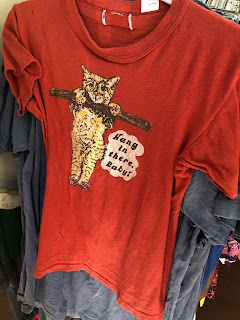 Hang
in
there,
Baby!